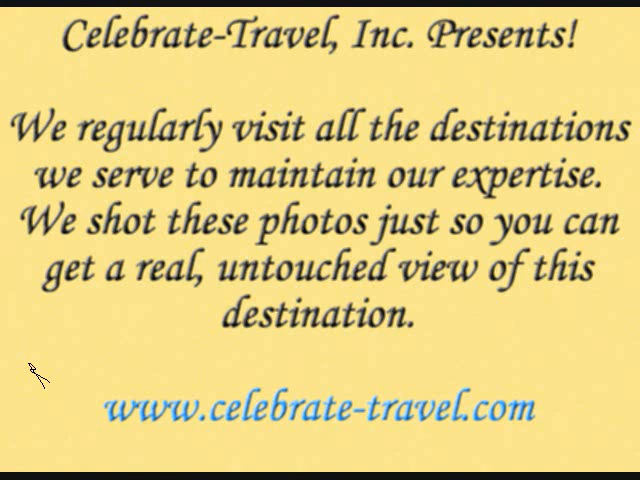 Celebrate-Travel, Inc. Presents!
We regularly visit all the destinations
we serve to maintain our expertise.
We shot these photos just so you can
get a real, untouched view of this
destination.
www.celebrate-travel.com